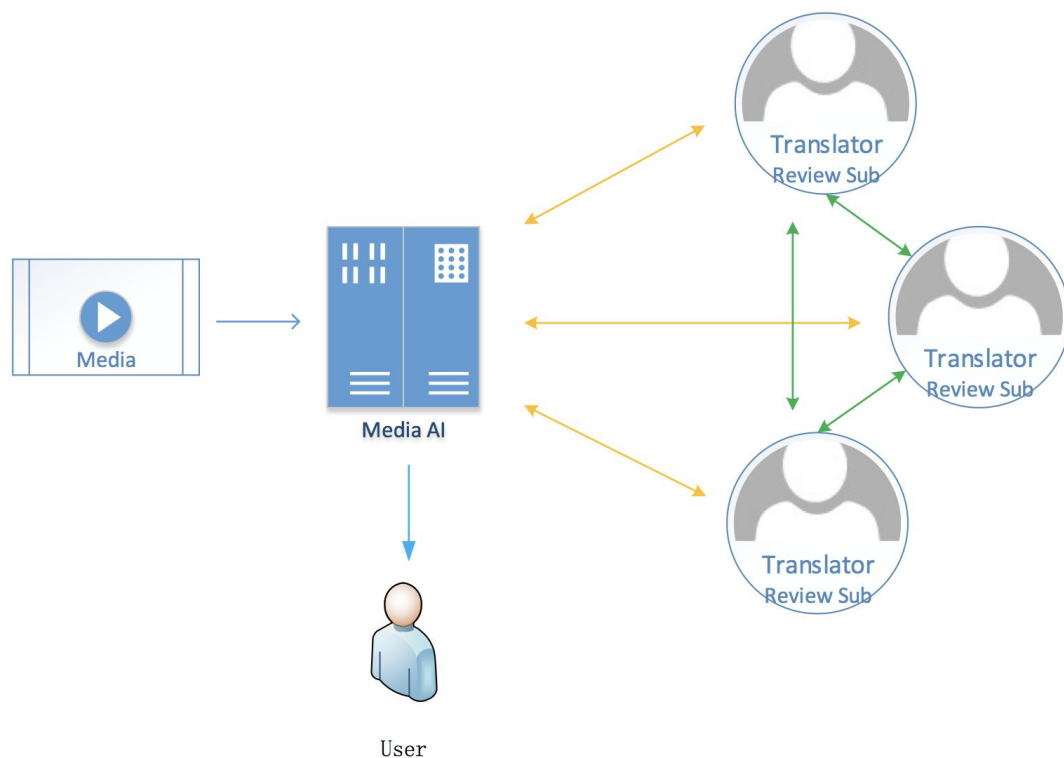 Translator
Review Sub
Media
Translator
Review Sub
Media AI
Translator
Review Sub
User